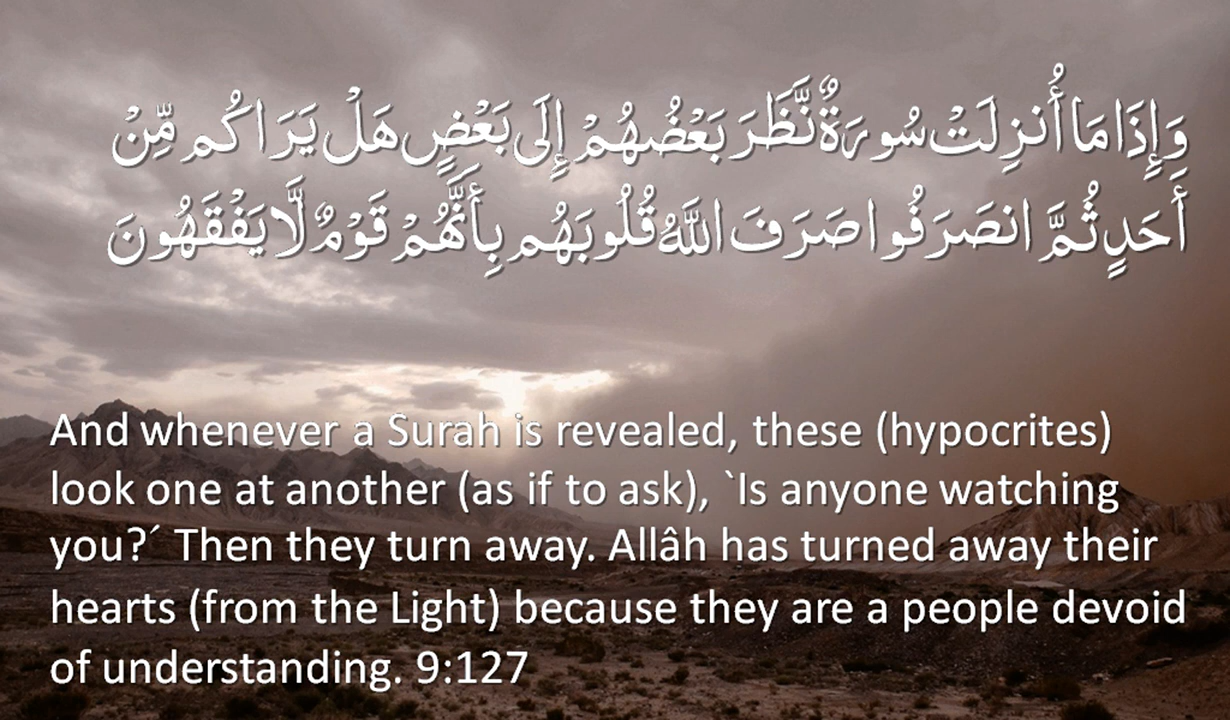 وَإِذَا مَا أُنزِلَتْ سُورَةٌ نَّظَرَ بَعْضُهُمْ إِلَى بَعْضٍ هَلْ يَرَاكُم مِّنْ
أَحَدٍ ثُمَّ انصَرَفُوا صَرَفَ اللَّهُ قُلُوبَهُم بِأَنَّهُمْ قَوْمٌ لَّا يَفْقَهُونَ
And whenever a Surah is revealed, these (hypocrites)
look one at another (as if to ask), `Is anyone watching
you?´ Then they turn away. Allâh has turned away their
hearts (from the Light) because they are a people devoid
of understanding. 9:127